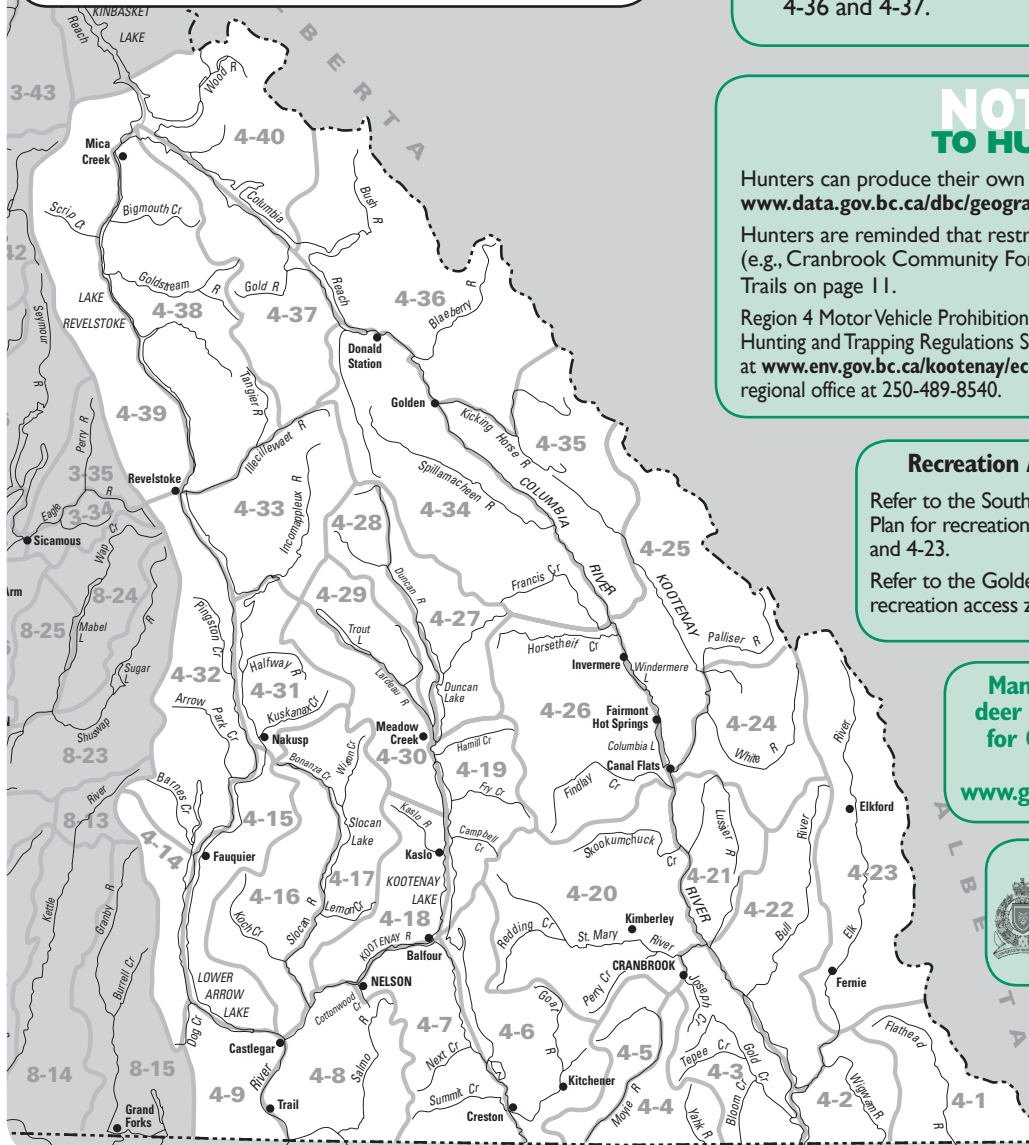 4-36 and 4-37.
NOT
TO HU
Hunters can produce their own
www.data.gov.bc.ca/dbc/geogra
Hunters are reminded that restr
(e.g., Cranbrook Community For
Trails on page 11.
Region 4 Motor Vehicle Prohibition
Hunting and Trapping Regulations S
at www.env.gov.bc.ca/kootenay/ec
regional office at 250-489-8540.
Recreation A
Refer to the South
Plan for recreation
and 4-23.
Refer to the Golde
recreation access z
Man
deer
for C
www.g
KINBASKET
LAKE
Reach
BERTA
ALBERTA
3-43
Wood R
4-40
Mica
Creek
Columbia
Reach
Bush R
Scrip Cr
Bigmouth Cr
42
Goldstream R
Gold R
4-36
LAKE
REVELSTOKE
4-38
4-37
Blaeberry R
Seymour R
Donald
Station
Tangier R
4-39
Golden
Kicking Horse R
4-35
Perry R
Illecillewaet R
3-35
Revelstoke
Spillamacheen R
COLUMBIA
RIVER
Eagle R
3-34
4-33
Incomappleux R
4-28
4-34
Sicamous
Wap Cr
4-25
KOOTENAY
Arm
8-24
Duncan R
Francis Cr
4-29
4-27
8-25
Mabel
L
Pingston Cr
Trout
L
Palliser R
Horsethief Cr
Sugar
L
Halfway R
Invermere
Windermere
L
4-32
4-31
Lardeau R
Duncan
Lake
Arrow Park Cr
Kuskanax Cr
4-26
Fairmont
Hot Springs
4-24
River
Shuswap
Meadow
Creek
Nakusp
Hamill Cr
Columbia L
White R
8-23
Bonanza Cr
Wilson Cr
4-30
4-19
Canal Flats
River
Barnes Cr
Findlay
Cr
Fry Cr
Elkford
8-13
4-15
Slocan
Lake
Kaslo R
Lussier R
River
4-14
Campbell
Cr
Skookumchuck
Cr
Fauquier
Kaslo
4-23
4-17
KOOTENAY
LAKE
4-21
RIVER
Kettle
Granby R
4-16
Lemon Cr
4-20
4-22
Koch Cr
Slocan R
4-18
Redding Cr
Kimberley
Bull
Elk
KOOTENAY R
St. Mary River
Balfour
CRANBROOK
Burrell Cr
LOWER
ARROW
LAKE
NELSON
Perry Cr
Joseph Cr
Fernie
Cottonwood
Cr
Goat R
Dog Cr
4-7
4-6
Flathead R
Castlegar
Next Cr
4-5
Tepee Cr
Gold Cr
8-14
8-15
4-9
River
4-8
Salmo R
Summit Cr
Kitchener
Moyie R
4-4
4-3
Bloom Cr
4-2
Wigwam R
4-1
Trail
Creston
Yahk R
Grand
Forks